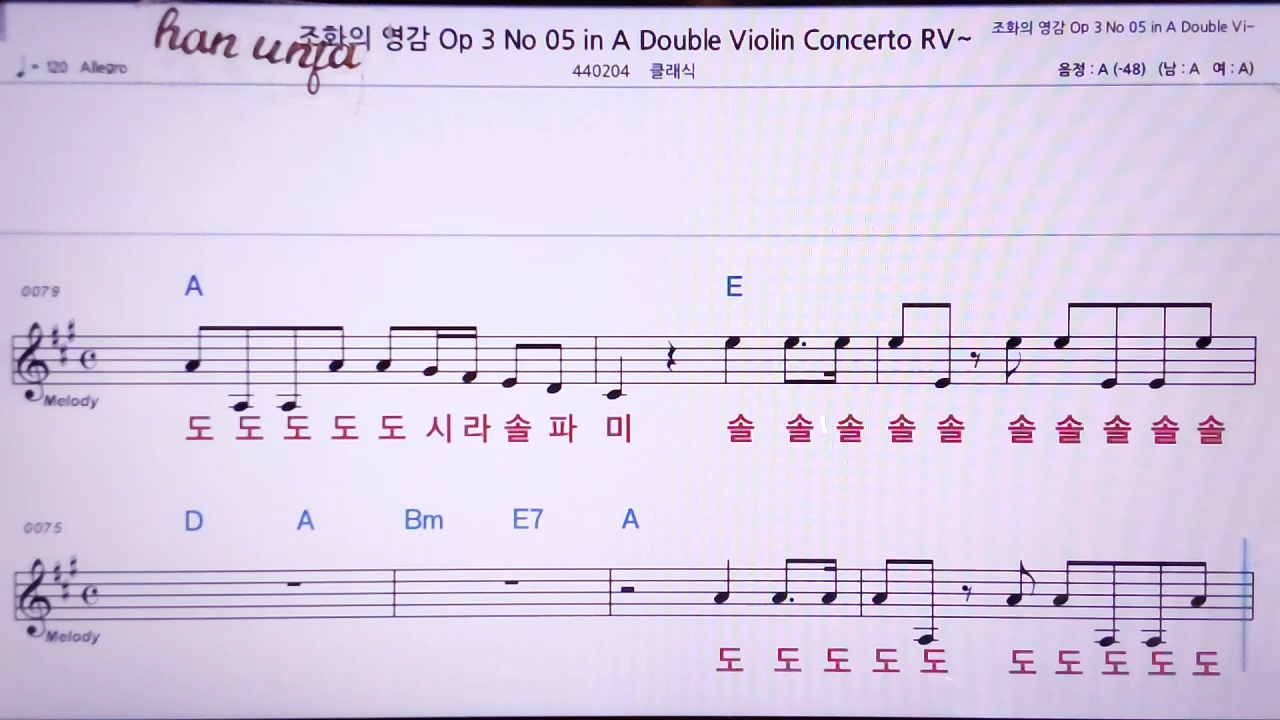 han unfa
조화의 영감 Op 3 No 05 in A Double Violin Concerto RV~
조화의 영감 Op 3 No 05 in A Double Vi~
♩ = 120 Allegro
440204 클래식
음정 : A (-48) (남 : A 여 : A)
0079
A E
Melody
도 도 도 도 도 시 라 솔 파 미 솔 솔 솔 솔 솔 솔 솔 솔 솔 솔
0075
D A Bm E7 A
Melody
도 도 도 도 도 도 도 도 도 도